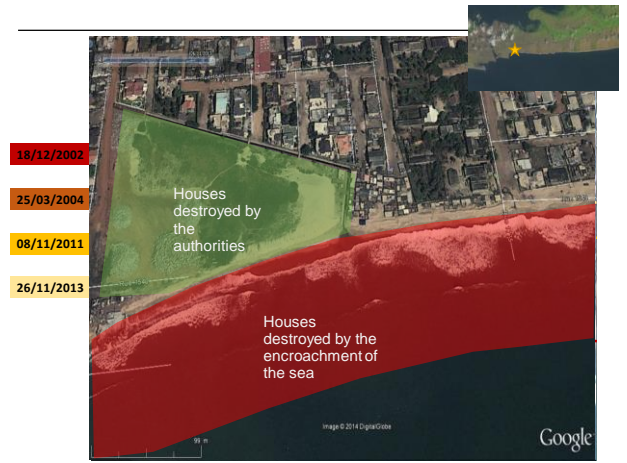 18/12/2002
25/03/2004
08/11/2011
26/11/2013
Houses
destroyed by
the
authorities
Houses
destroyed by the
encroachment of
the sea
Image © 2014 DigitalGlobe
99 m
Google